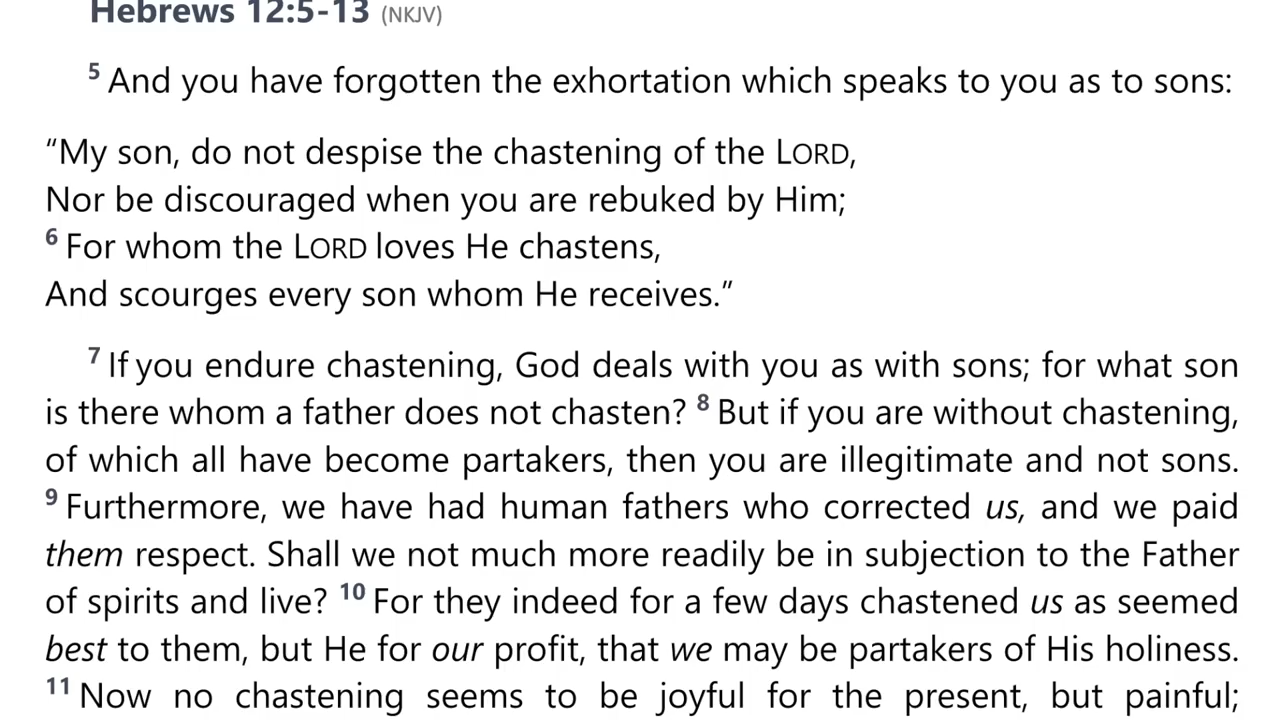 Hebrews 12:5-13 (NKJV)
5 And you have forgotten the exhortation which speaks to you as to sons:
“My son, do not despise the chastening of the LORD,
Nor be discouraged when you are rebuked by Him;
6 For whom the LORD loves He chastens,
And scourges every son whom He receives.”
7 If you endure chastening, God deals with you as with sons; for what son
is there whom a father does not chasten? 8 But if you are without chastening,
of which all have become partakers, then you are illegitimate and not sons.
9 Furthermore, we have had human fathers who corrected us, and we paid
them respect. Shall we not much more readily be in subjection to the Father
of spirits and live? 10 For they indeed for a few days chastened us as seemed
best to them, but He for our profit, that we may be partakers of His holiness.
11 Now no chastening seems to be joyful for the present, but painful;